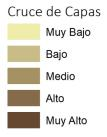 Cruce de Capas
Muy Bajo
Bajo
Medio
Alto
Muy Alto